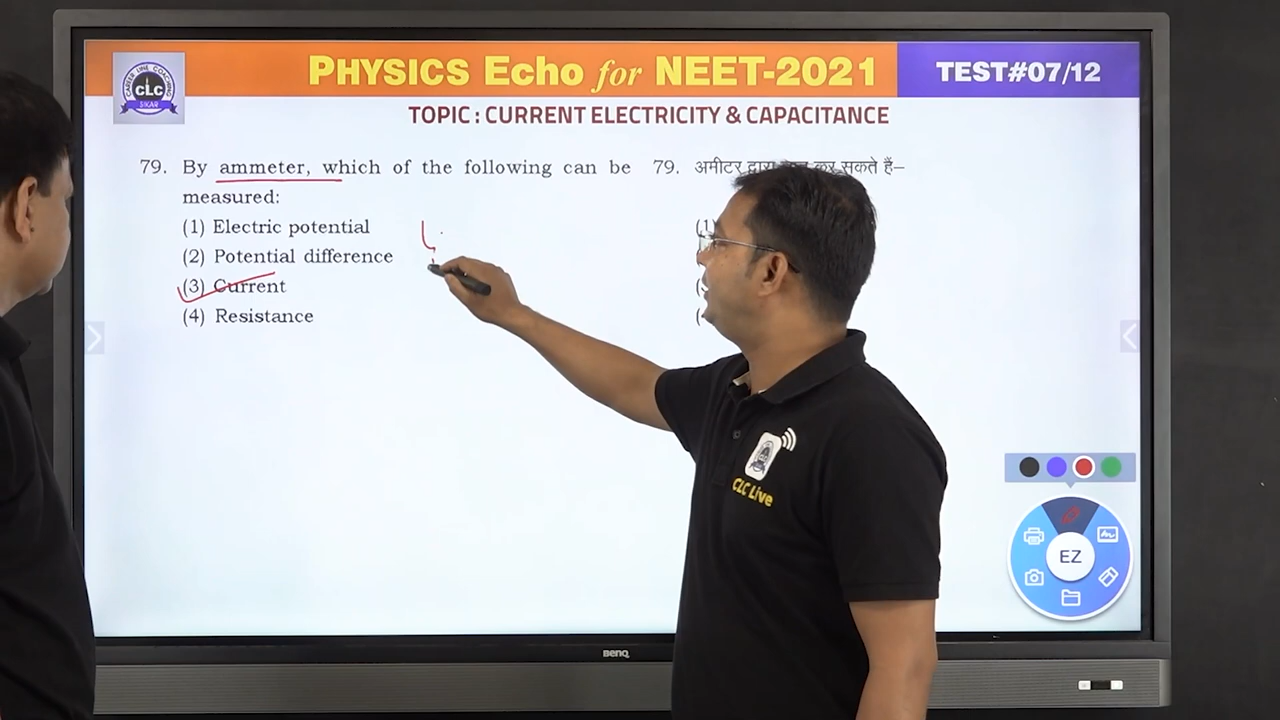 PHYSICS Echo for NEET-2021
TEST#07/12
CLC
SIKAR
TOPIC : CURRENT ELECTRICITY & CAPACITANCE
79. By ammeter, which of the following can be
measured:
(1) Electric potential
(2) Potential difference
(3) Current
(4) Resistance
79. अमीटर द्वारा कर सकते हैं–
(1)
CLC Live
EZ
BenQ